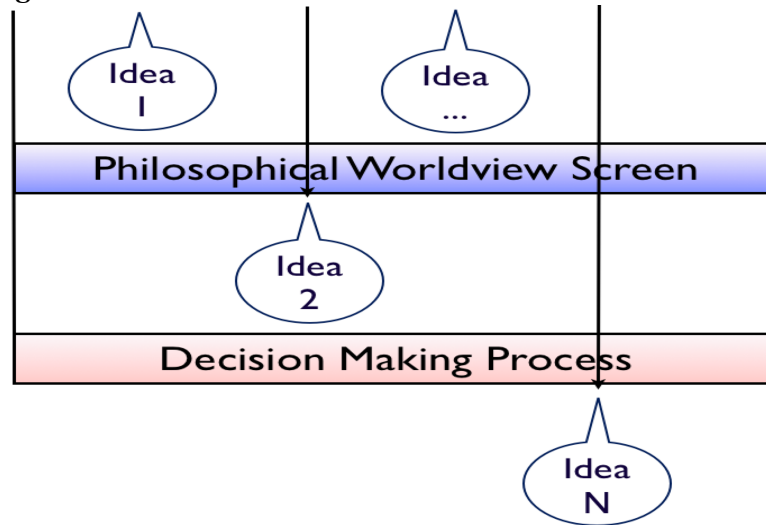 Idea
1
Idea
...
Philosophical Worldview Screen
Idea
2
Decision Making Process
Idea
N